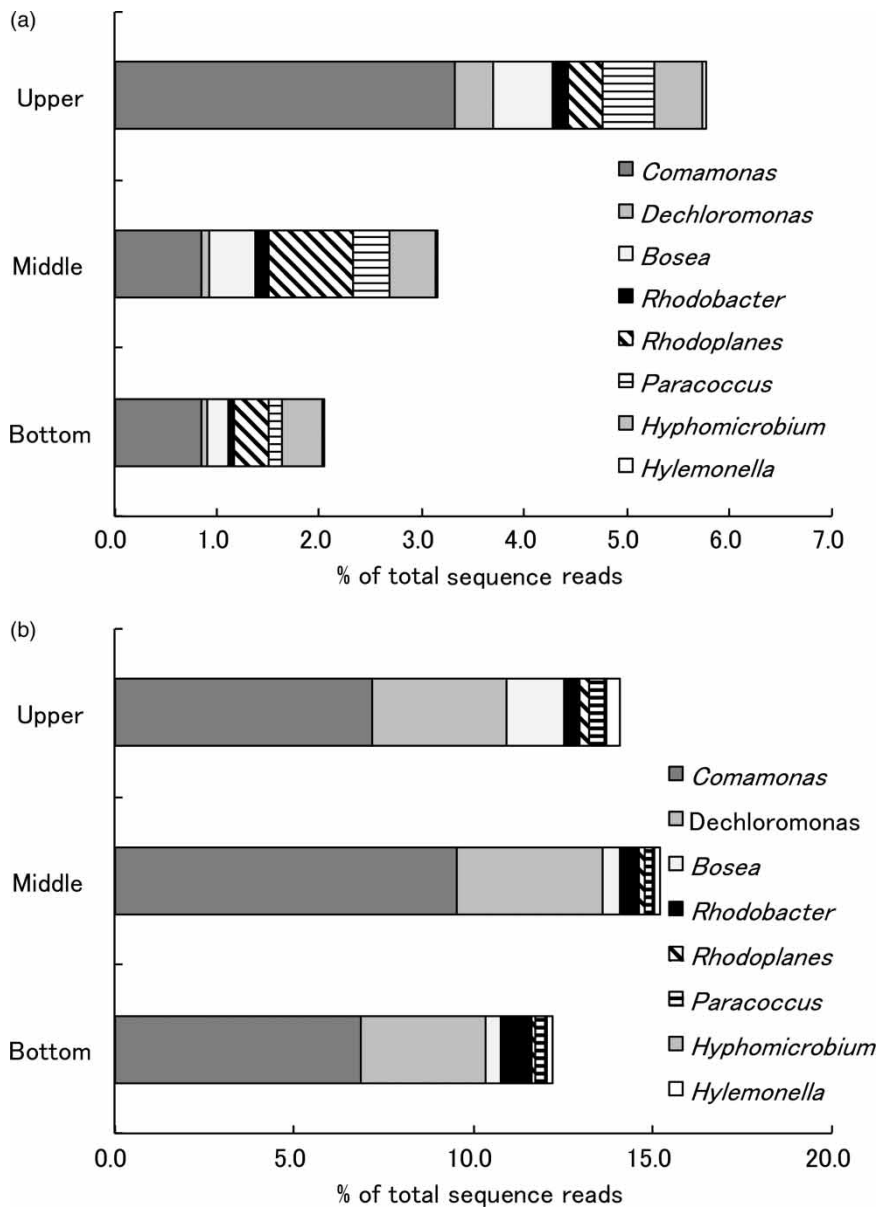 (a)
Upper
Middle
Bottom
Comamonas
Dechloromonas
Bosea
Rhodobacter
Rhodoplanes
Paracoccus
Hyphomicrobium
Hylemonella
0.0 1.0 2.0 3.0 4.0 5.0 6.0 7.0
% of total sequence reads
(b)
Upper
Middle
Bottom
Comamonas
Dechloromonas
Bosea
Rhodobacter
Rhodoplanes
Paracoccus
Hyphomicrobium
Hylemonella
0.0 5.0 10.0 15.0 20.0
% of total sequence reads